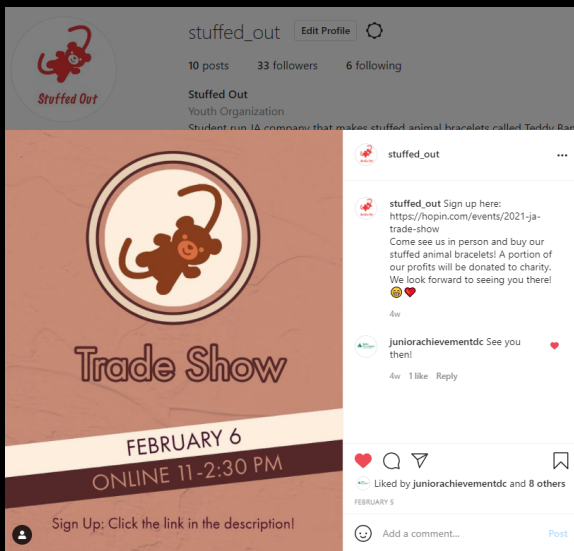 stuffed_out Edit Profile
10 posts 33 followers 6 following
Stuffed Out
Stuffed Out
Youth Organization
Student run JA company that makes stuffed animal bracelets called Teddy
Trade Show
FEBRUARY 6
ONLINE 11-2:30 PM
Sign Up: Click the link in the description!
stuffed_out
stuffed_out Sign up here:
https://hopin.com/events/2021-ja-
trade-show
Come see us in person and buy our
stuffed animal bracelets! A portion of
our profits will be donated to charity.
We look forward to seeing you there!
😁❤️
4w
juniorachievementdc See you
then!
4w 1 like Reply
Liked by juniorachievementdc and 8 others
FEBRUARY 5
Add a comment... Post